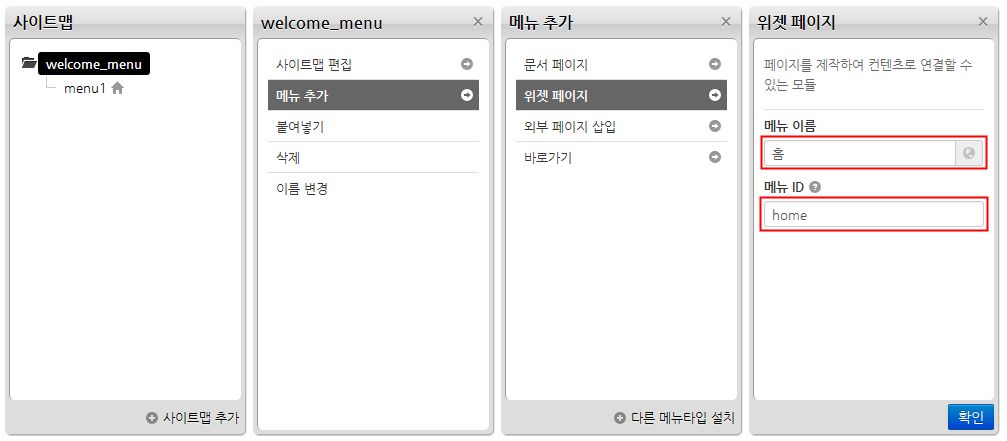 사이트맵
welcome_menu
menu1
사이트맵 추가
welcome_menu ×
사이트맵 편집
메뉴 추가
붙여넣기
삭제
이름 변경
메뉴 추가 ×
문서 페이지
위젯 페이지
외부 페이지 삽입
바로가기
다른 메뉴타입 설치
위젯 페이지 ×
페이지를 제작하여 컨텐츠로 연결할 수
있는 모듈
메뉴 이름
홈
메뉴 ID ?
home
확인